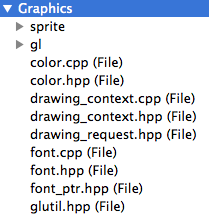 Graphics
sprite
gl
color.cpp (File)
color.hpp (File)
drawing_context.cpp (File)
drawing_context.hpp (File)
drawing_request.hpp (File)
font.cpp (File)
font.hpp (File)
font_ptr.hpp (File)
glutil.hpp (File)